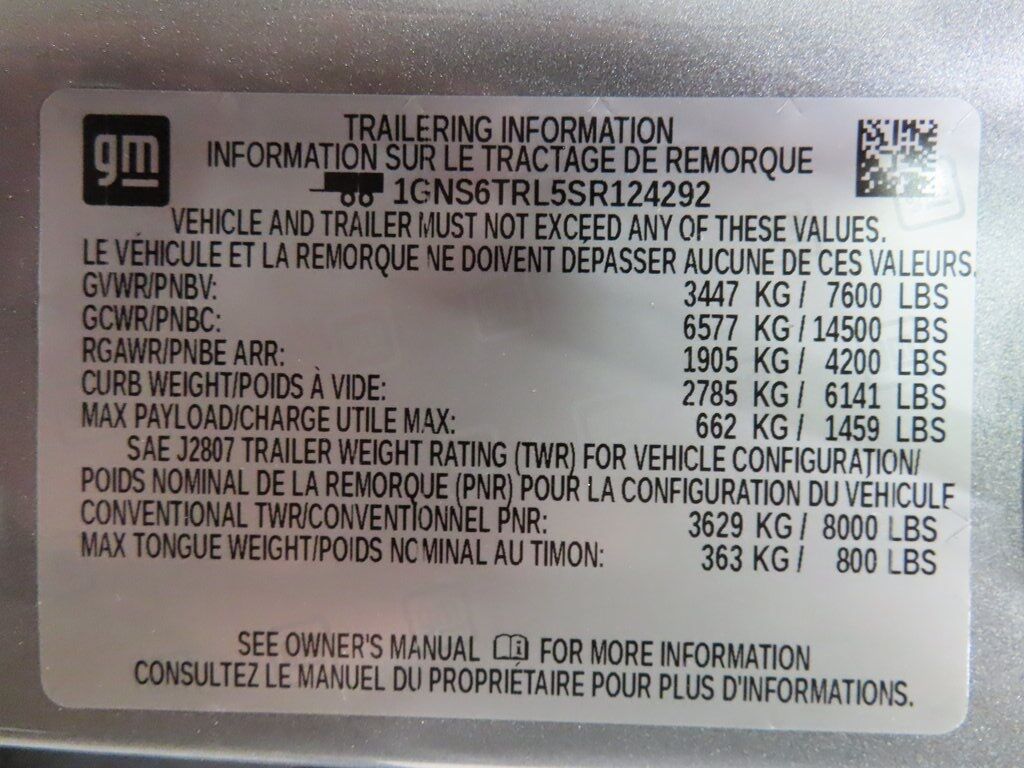 gm
TRAILERING INFORMATION
INFORMATION SUR LE TRACTAGE DE REMORQUE
1GNS6TRL5SR124292
VEHICLE AND TRAILER MUST NOT EXCEED ANY OF THESE VALUES.
LE VÉHICULE ET LA REMORQUE NE DOIVENT DÉPASSER AUCUNE DE CES VALEURS.
GVWR/PNBV: 3447 KG / 7600 LBS
GCWR/PNBC: 6577 KG / 14500 LBS
RGAWR/PNBE ARR: 1905 KG / 4200 LBS
CURB WEIGHT/POIDS À VIDE: 2785 KG / 6141 LBS
MAX PAYLOAD/CHARGE UTILE MAX: 662 KG / 1459 LBS
SAE J2807 TRAILER WEIGHT RATING (TWR) FOR VEHICLE CONFIGURATION/
POIDS NOMINAL DE LA REMORQUE (PNR) POUR LA CONFIGURATION DU VEHICULE
CONVENTIONAL TWR/CONVENTIONNEL PNR: 3629 KG / 8000 LBS
MAX TONGUE WEIGHT/POIDS NOMINAL AU TIMON: 363 KG / 800 LBS
SEE OWNER'S MANUAL FOR MORE INFORMATION
CONSULTEZ LE MANUEL DU PROPRIÉTAIRE POUR PLUS D'INFORMATIONS.